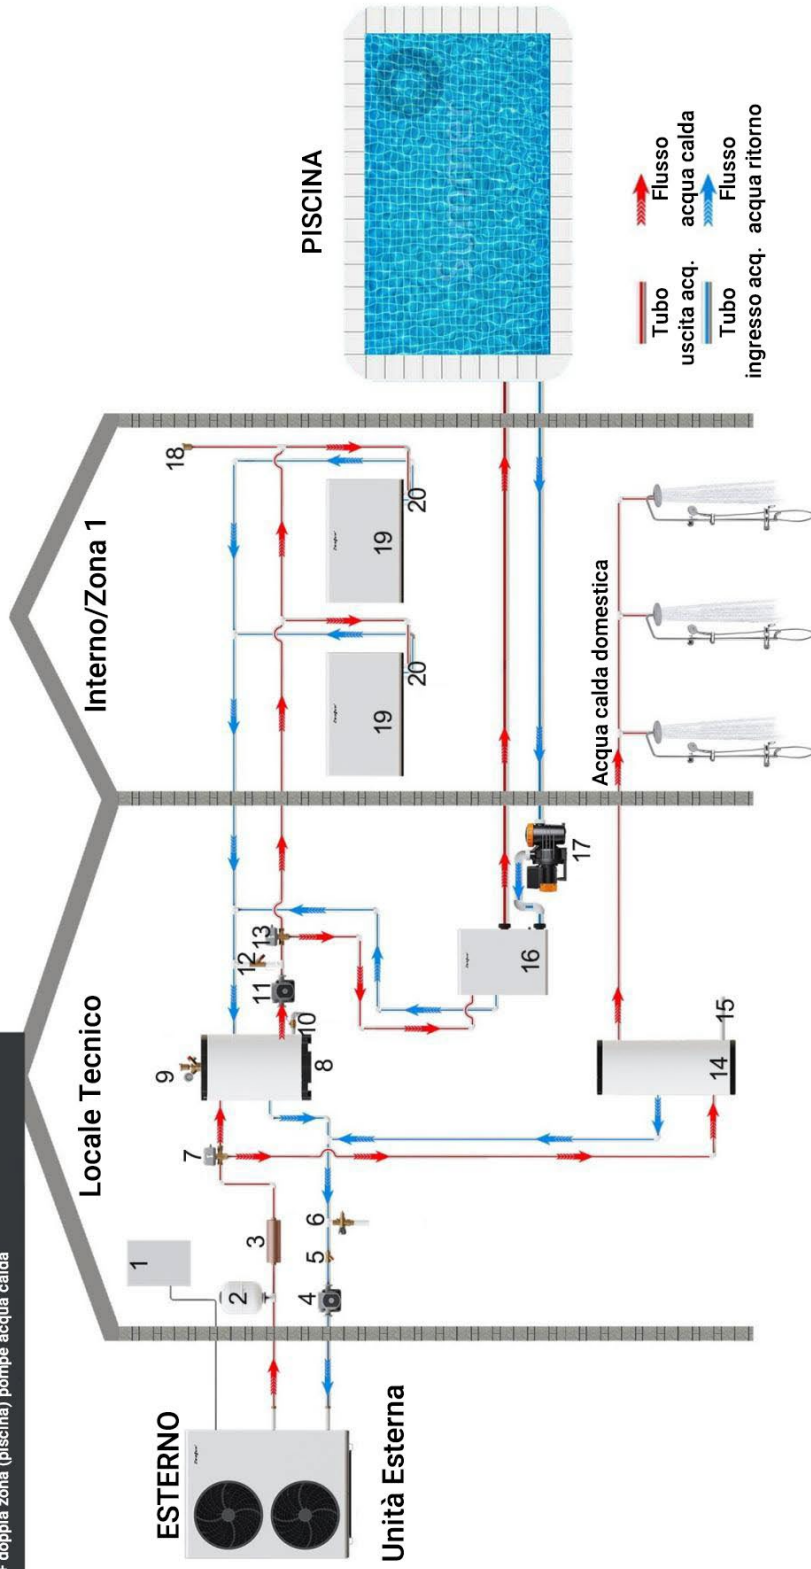 + doppia zona (piscina) pompe acqua calda
Locale Tecnico
Interno/Zona 1
ESTERNO
PISCINA
1
2
3
4
5
6
7
8
9
10
11
12
13
14
15
16
17
18
19
20
19
20
Unità Esterna
Acqua calda domestica
Summer
Tubo
uscita acq.
Flusso
acqua calda
Tubo
ingresso acq.
Flusso
acqua ritorno